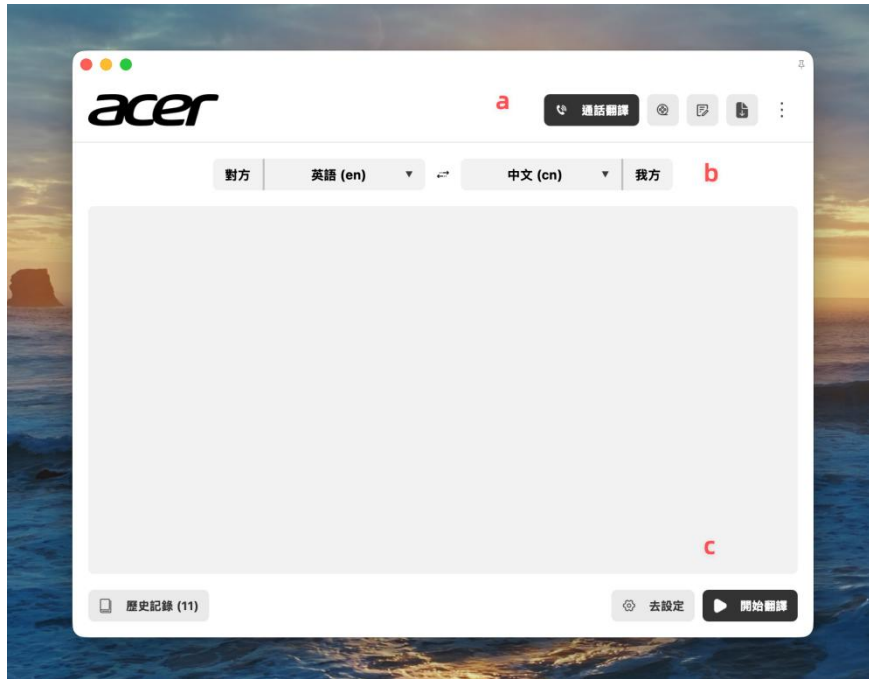 acer
a
通話翻譯
對方 英語 (en) ▼ 中文 (cn) ▼ 我方
b
c
歷史記錄 (11)
去設定
開始翻譯